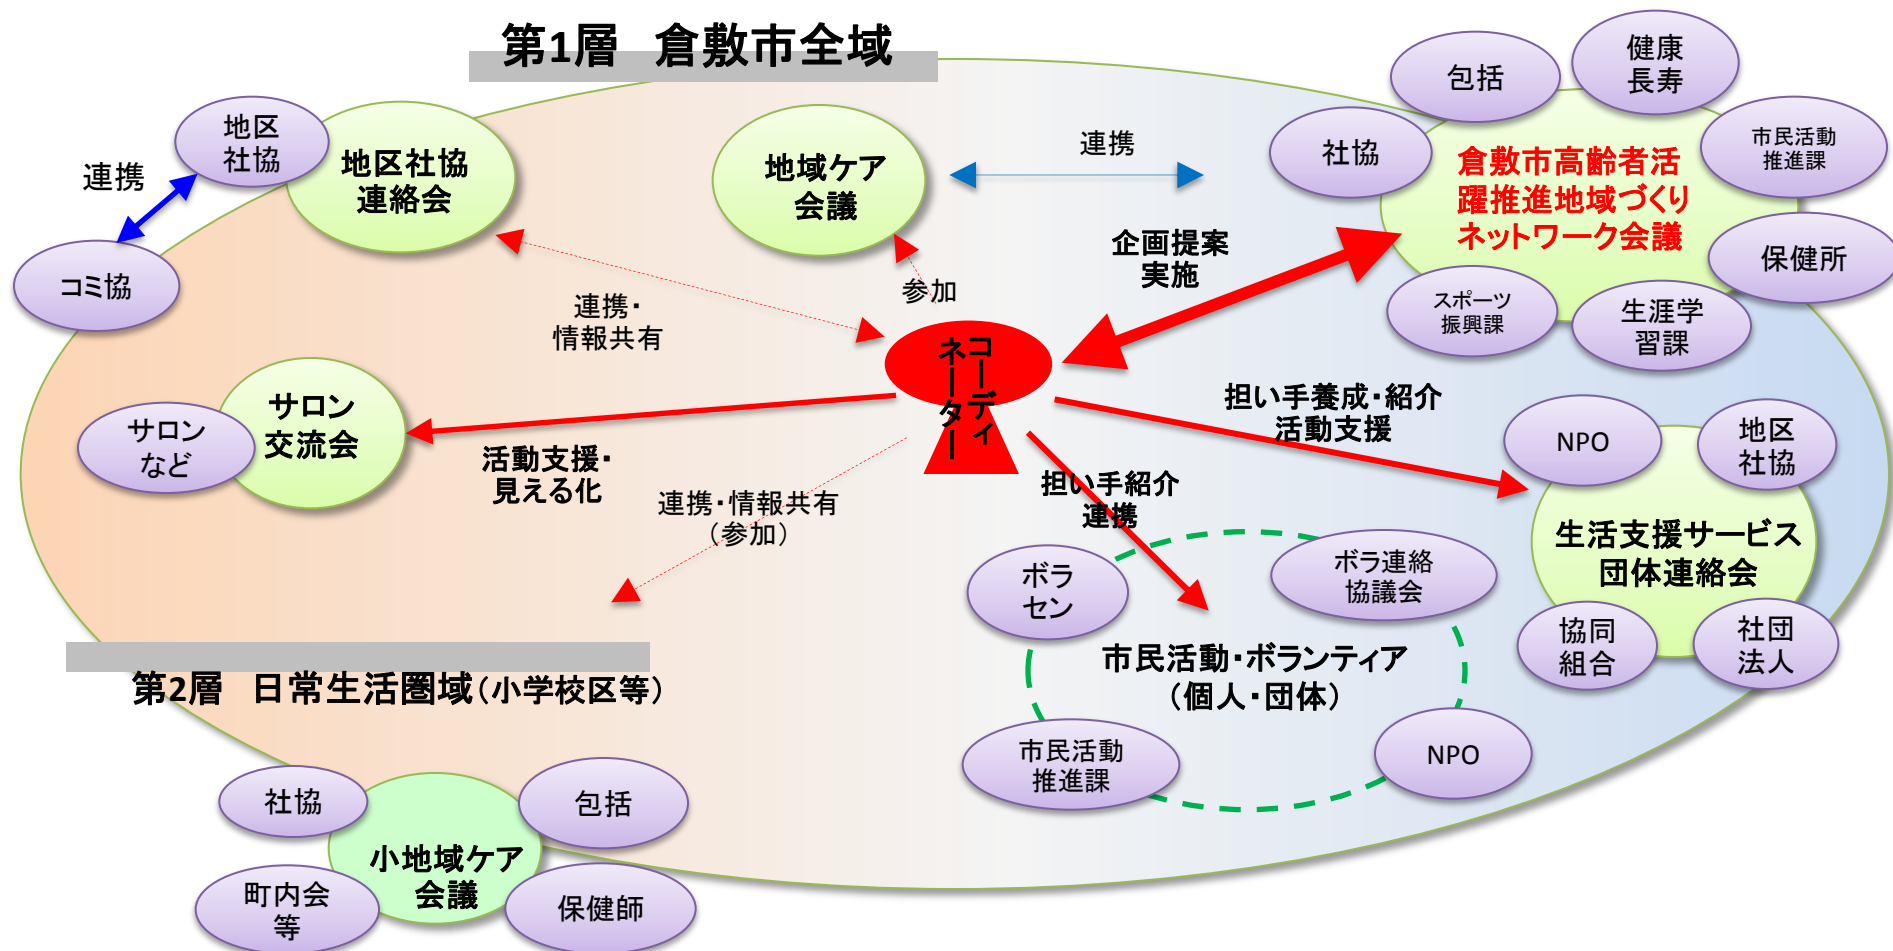 第1層　倉敷市全域
地区
社協
地区社協
連絡会
連携
コミ協
地域ケア
会議
連携
包括
健康
長寿
社協
市民活動
推進課
倉敷市高齢者活
躍推進地域づくり
ネットワーク会議
保健所
スポーツ
振興課
生涯学
習課
企画提案
実施
参加
連携・
情報共有
コーディ
ネーター
サロン
など
サロン
交流会
活動支援・
見える化
連携・情報共有
（参加）
担い手養成・紹介
活動支援
担い手紹介
連携
NPO
地区
社協
生活支援サービス
団体連絡会
協同
組合
社団
法人
ボラ
セン
ボラ連絡
協議会
市民活動・ボランティア
（個人・団体）
市民活動
推進課
NPO
第2層　日常生活圏域（小学校区等）
社協
包括
小地域ケア
会議
町内会
等
保健師